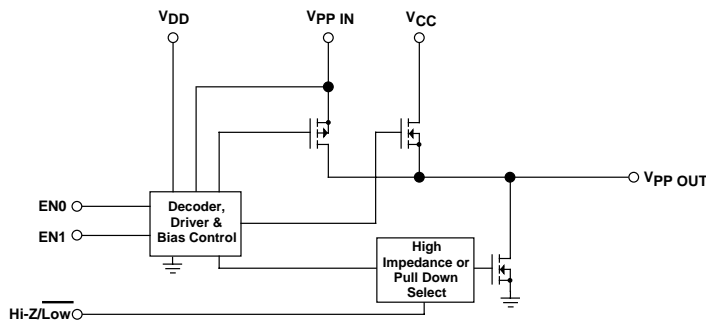 VDD
VPP IN
VCC
VPP OUT
EN0
EN1
Decoder,
Driver &
Bias Control
High
Impedance or
Pull Down
Select
Hi-Z/Low